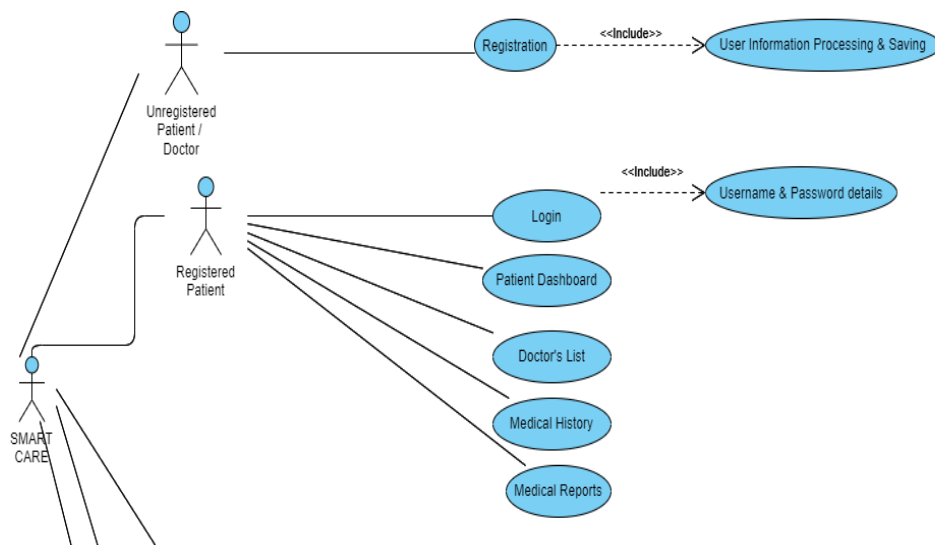 Registration
<<Include>>
User Information Processing & Saving
Unregistered
Patient /
Doctor
<<Include>>
Username & Password details
Login
Registered
Patient
Patient Dashboard
Doctor's List
SMART
CARE
Medical History
Medical Reports